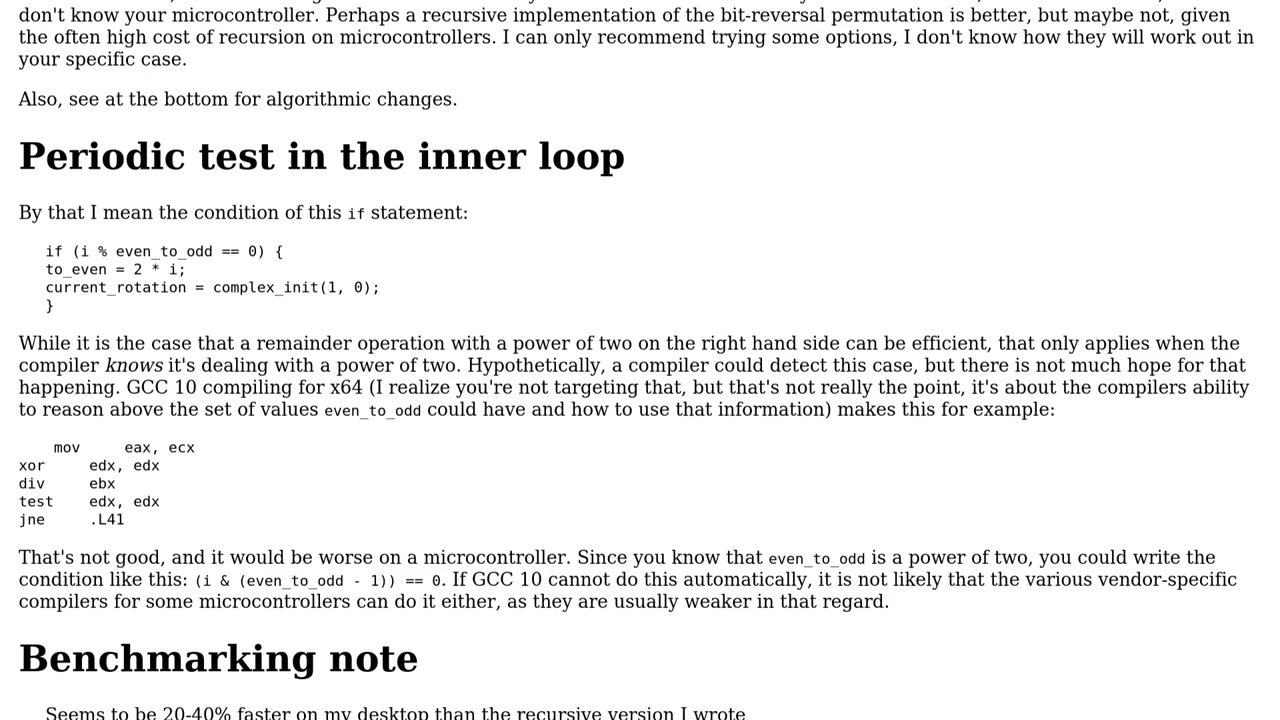 don't know your microcontroller. Perhaps a recursive implementation of the bit-reversal permutation is better, but maybe not, given
the often high cost of recursion on microcontrollers. I can only recommend trying some options, I don't know how they will work out in
your specific case.
Also, see at the bottom for algorithmic changes.
Periodic test in the inner loop
By that I mean the condition of this if statement:
if (i % even_to_odd == 0) {
to_even = 2 * i;
current_rotation = complex_init(1, 0);
}
While it is the case that a remainder operation with a power of two on the right hand side can be efficient, that only applies when the
compiler knows it's dealing with a power of two. Hypothetically, a compiler could detect this case, but there is not much hope for that
happening. GCC 10 compiling for x64 (I realize you're not targeting that, but that's not really the point, it's about the compilers ability
to reason above the set of values even_to_odd could have and how to use that information) makes this for example:
mov     eax, ecx
xor     edx, edx
div     ebx
test    edx, edx
jne     .L41
That's not good, and it would be worse on a microcontroller. Since you know that even_to_odd is a power of two, you could write the
condition like this: (i & (even_to_odd - 1)) == 0. If GCC 10 cannot do this automatically, it is not likely that the various vendor-specific
compilers for some microcontrollers can do it either, as they are usually weaker in that regard.
Benchmarking note
Seems to be 20-40% faster on my desktop than the recursive version I wrote